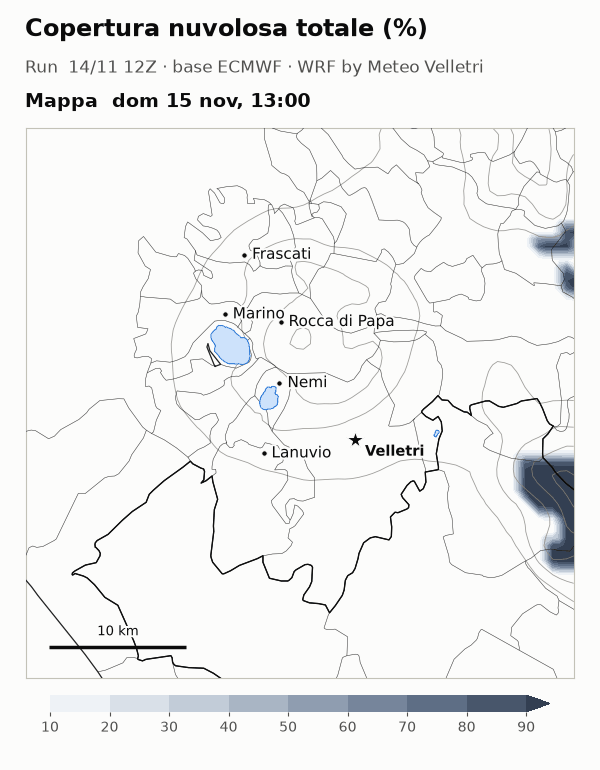 Copertura nuvolosa totale (%)
Run  14/11 12Z · base ECMWF · WRF by Meteo Velletri
Mappa  dom 15 nov, 13:00
Frascati
Marino
Rocca di Papa
Nemi
Velletri
Lanuvio
10 km
10 20 30 40 50 60 70 80 90